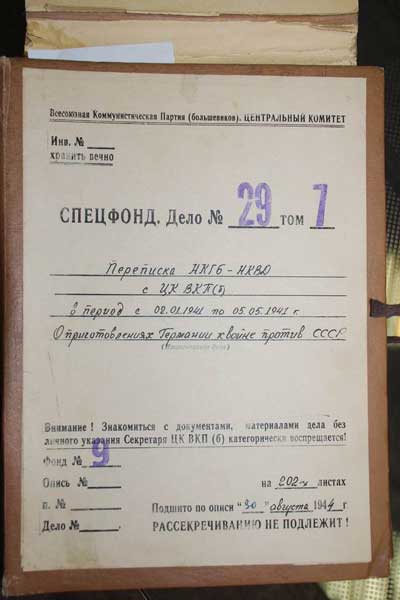 Всесоюзная Коммунистическая Партия (большевиков). ЦЕНТРАЛЬНЫЙ КОМИТЕТ
Инв. №
хранить вечно
СПЕЦФОНД. Дело № 29 том 7
Переписка НКГБ-НКВД
с ЦК ВКП(б)
в период с 02.01.1941 по 05.05.1941 г.
О приготовлениях Германии к войне против СССР
Внимание! Знакомиться с документами, материалами дела без
личного указания Секретаря ЦК ВКП (б) категорически воспрещается!
Фонд № 9
Опись №
на 202-х листах
п. №
Подшито по описи "30" августа 1944 г
Дело №
РАССЕКРЕЧИВАНИЮ НЕ ПОДЛЕЖИТ!